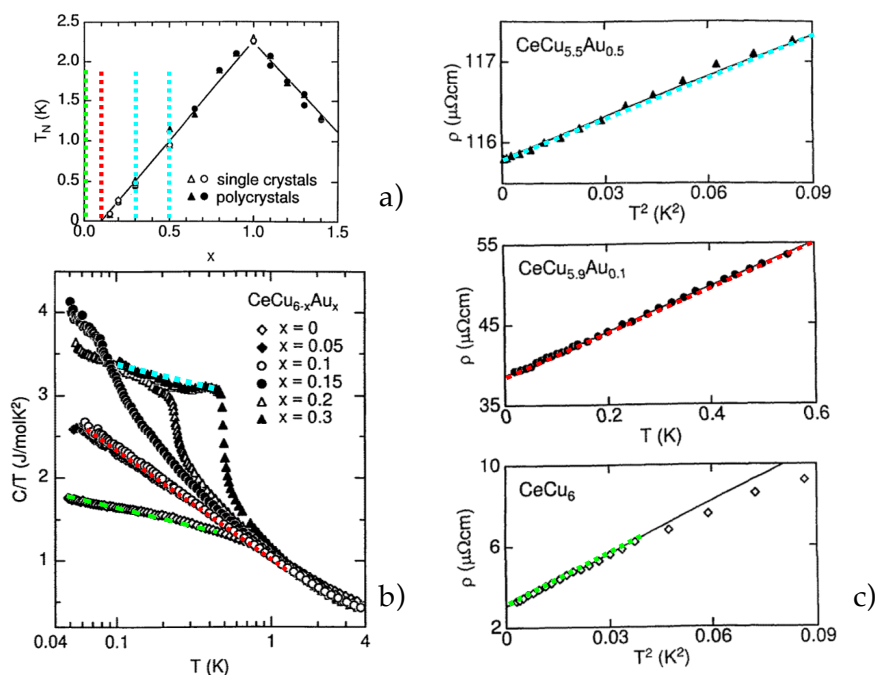 2.5
2.0
1.5
1.0
0.5
0
T_N (K)
single crystals
polycrystals
0.0 0.5 1.0 1.5
x
a)
4
3
2
1
C/T (J/molK²)
CeCu₆₋ₓAuₓ
x = 0
x = 0.05
x = 0.1
x = 0.15
x = 0.2
x = 0.3
0.04 0.1 1 4
T (K)
b)
CeCu₅.₅Au₀.₅
117
116
ρ (μΩcm)
0 0.03 0.06 0.09
T² (K²)
CeCu₅.₉Au₀.₁
55
45
35
ρ (μΩcm)
0 0.2 0.4 0.6
T (K)
CeCu₆
10
6
2
ρ (μΩcm)
0 0.03 0.06 0.09
T² (K²)
c)